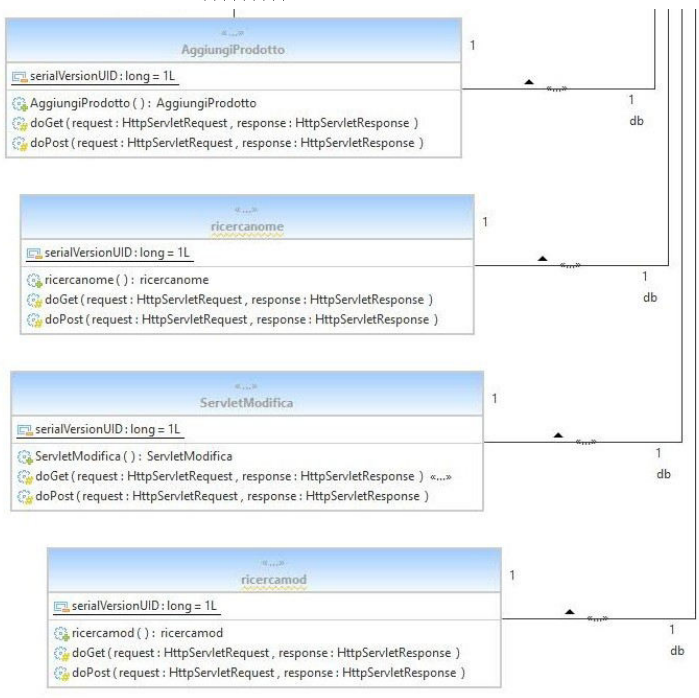 «...»
AggiungiProdotto
serialVersionUID : long = 1L
AggiungiProdotto ( ) : AggiungiProdotto
doGet ( request : HttpServletRequest , response : HttpServletResponse )
doPost ( request : HttpServletRequest , response : HttpServletResponse )
1
«...»
1
db
«...»
ricercanome
serialVersionUID : long = 1L
ricercanome ( ) : ricercanome
doGet ( request : HttpServletRequest , response : HttpServletResponse )
doPost ( request : HttpServletRequest , response : HttpServletResponse )
1
«...»
1
db
«...»
ServletModifica
serialVersionUID : long = 1L
ServletModifica ( ) : ServletModifica
doGet ( request : HttpServletRequest , response : HttpServletResponse ) «...»
doPost ( request : HttpServletRequest , response : HttpServletResponse )
1
«...»
1
db
«...»
ricercamod
serialVersionUID : long = 1L
ricercamod ( ) : ricercamod
doGet ( request : HttpServletRequest , response : HttpServletResponse )
doPost ( request : HttpServletRequest , response : HttpServletResponse )
1
«...»
1
db